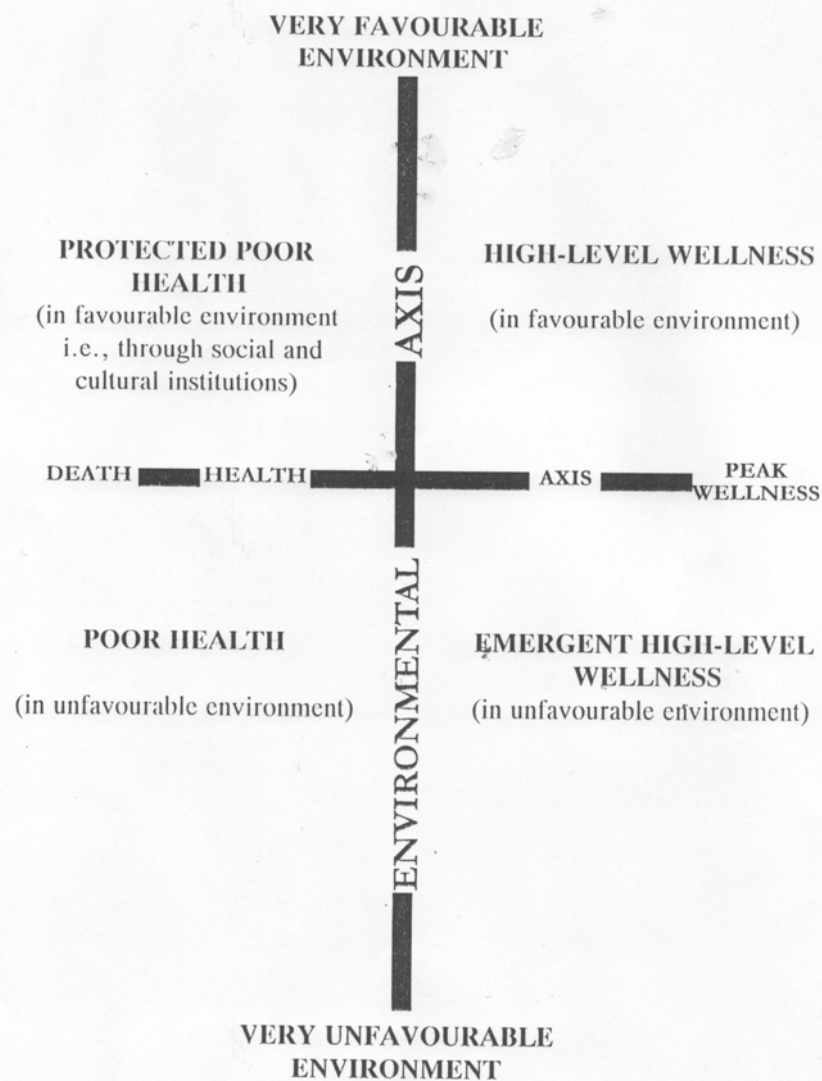 VERY FAVOURABLE
ENVIRONMENT
PROTECTED POOR
HEALTH
(in favourable environment
i.e., through social and
cultural institutions)
HIGH-LEVEL WELLNESS
(in favourable environment)
ENVIRONMENTAL AXIS
DEATH HEALTH AXIS PEAK
WELLNESS
POOR HEALTH
(in unfavourable environment)
EMERGENT HIGH-LEVEL
WELLNESS
(in unfavourable environment)
VERY UNFAVOURABLE
ENVIRONMENT